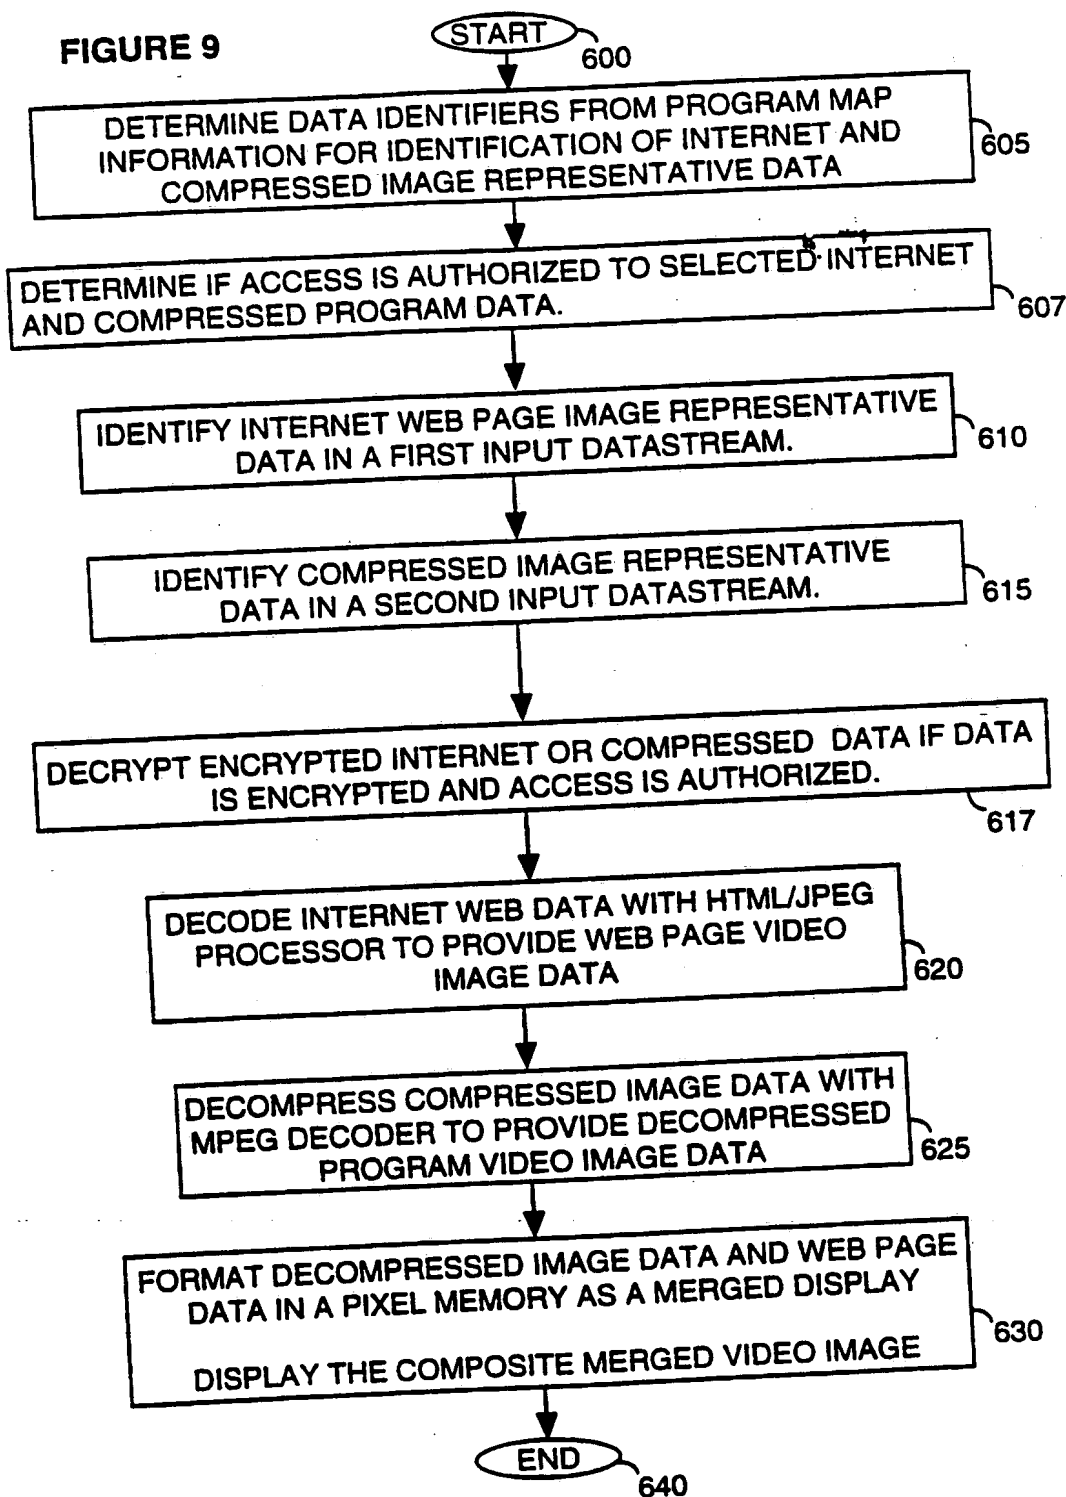 FIGURE 9
START
600
DETERMINE DATA IDENTIFIERS FROM PROGRAM MAP
INFORMATION FOR IDENTIFICATION OF INTERNET AND
COMPRESSED IMAGE REPRESENTATIVE DATA
605
DETERMINE IF ACCESS IS AUTHORIZED TO SELECTED INTERNET
AND COMPRESSED PROGRAM DATA.
607
IDENTIFY INTERNET WEB PAGE IMAGE REPRESENTATIVE
DATA IN A FIRST INPUT DATASTREAM.
610
IDENTIFY COMPRESSED IMAGE REPRESENTATIVE
DATA IN A SECOND INPUT DATASTREAM.
615
DECRYPT ENCRYPTED INTERNET OR COMPRESSED DATA IF DATA
IS ENCRYPTED AND ACCESS IS AUTHORIZED.
617
DECODE INTERNET WEB DATA WITH HTML/JPEG
PROCESSOR TO PROVIDE WEB PAGE VIDEO
IMAGE DATA
620
DECOMPRESS COMPRESSED IMAGE DATA WITH
MPEG DECODER TO PROVIDE DECOMPRESSED
PROGRAM VIDEO IMAGE DATA
625
FORMAT DECOMPRESSED IMAGE DATA AND WEB PAGE
DATA IN A PIXEL MEMORY AS A MERGED DISPLAY
DISPLAY THE COMPOSITE MERGED VIDEO IMAGE
630
END
640